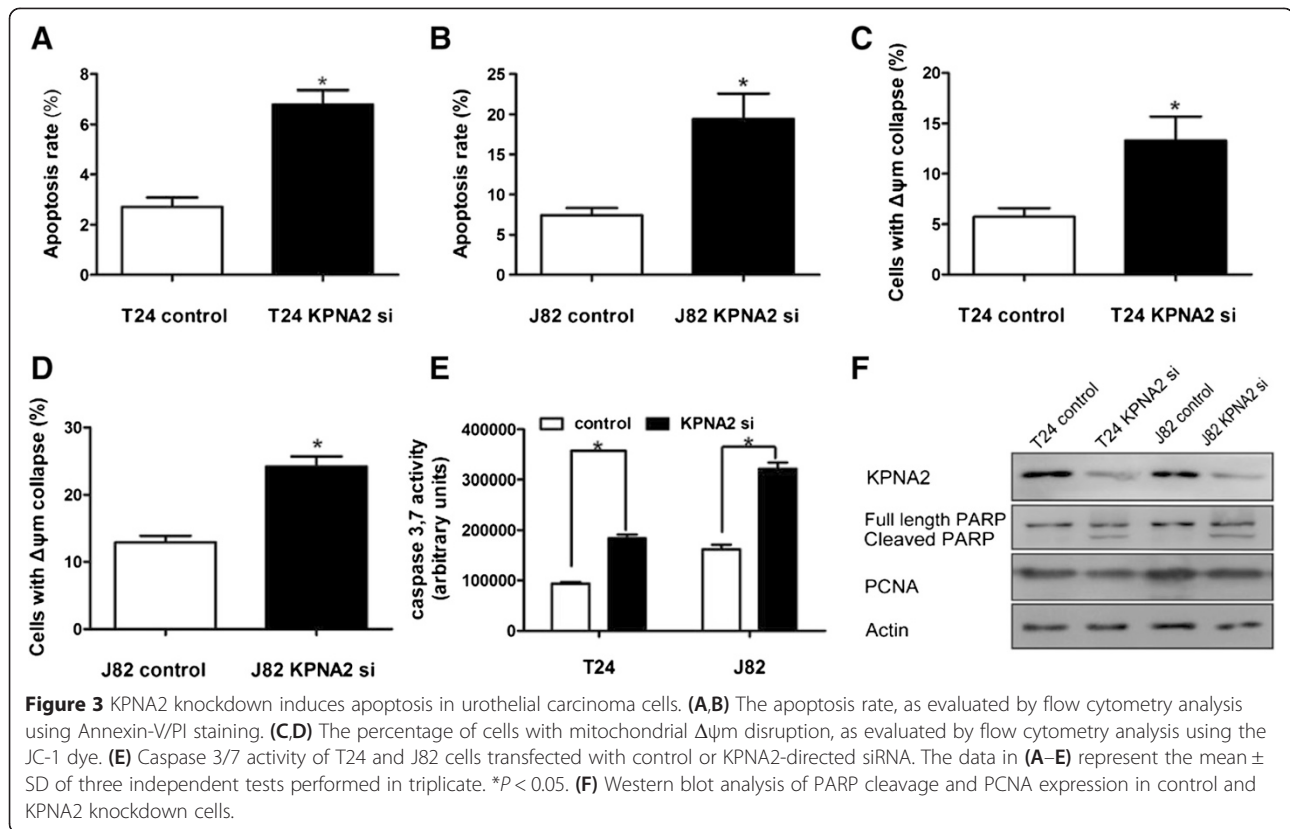 A
Apoptosis rate (%)
8
6
4
2
0
*
T24 control
T24 KPNA2 si
B
Apoptosis rate (%)
25
20
15
10
5
0
*
J82 control
J82 KPNA2 si
C
Cells with Δψm collapse (%)
20
15
10
5
0
*
T24 control
T24 KPNA2 si
D
Cells with Δψm collapse (%)
30
20
10
0
*
J82 control
J82 KPNA2 si
E
caspase 3,7 activity
(arbitrary units)
control
KPNA2 si
400000
300000
200000
100000
0
*
*
T24
J82
F
T24 control
T24 KPNA2 si
J82 control
J82 KPNA2 si
KPNA2
Full length PARP
Cleaved PARP
PCNA
Actin
Figure 3 KPNA2 knockdown induces apoptosis in urothelial carcinoma cells. (A,B) The apoptosis rate, as evaluated by flow cytometry analysis
using Annexin-V/PI staining. (C,D) The percentage of cells with mitochondrial Δψm disruption, as evaluated by flow cytometry analysis using the
JC-1 dye. (E) Caspase 3/7 activity of T24 and J82 cells transfected with control or KPNA2-directed siRNA. The data in (A–E) represent the mean ±
SD of three independent tests performed in triplicate. *P < 0.05. (F) Western blot analysis of PARP cleavage and PCNA expression in control and
KPNA2 knockdown cells.